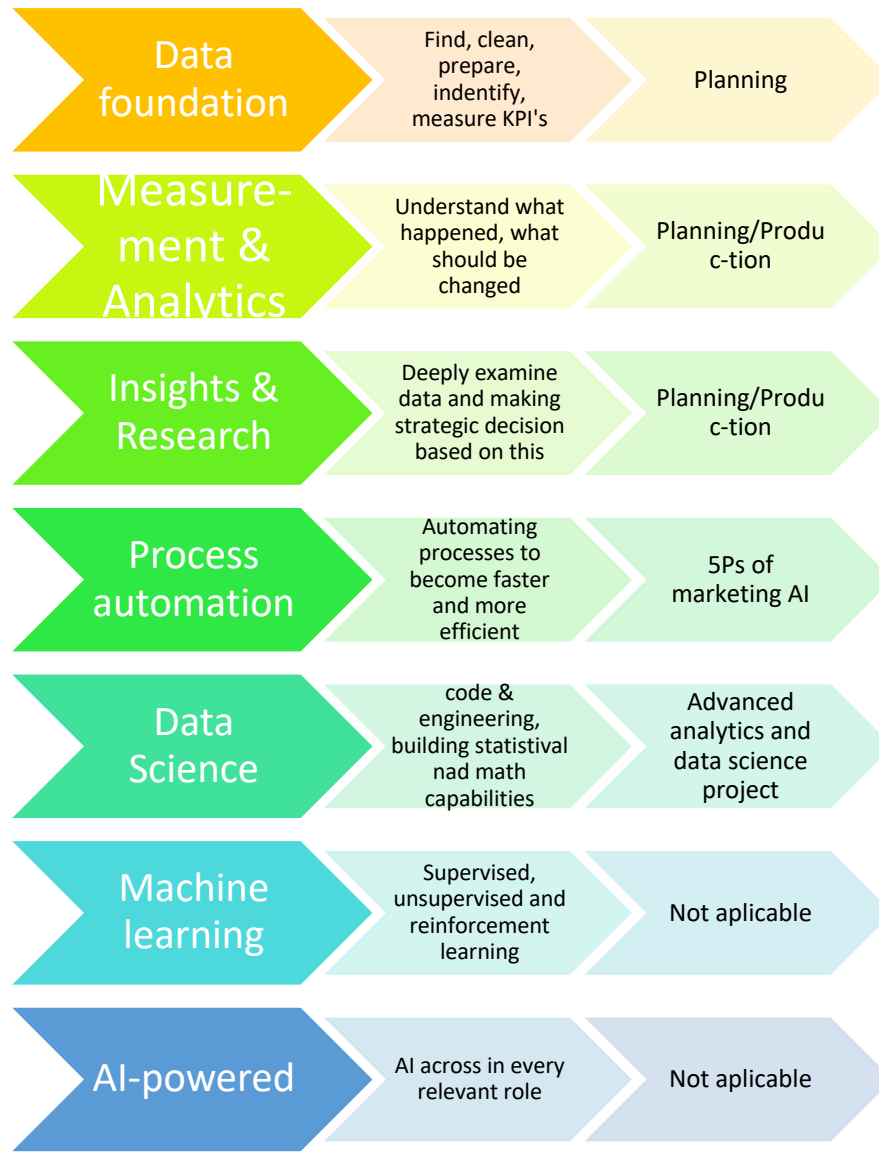 Data
foundation
Find, clean,
prepare,
indentify,
measure KPI's
Planning
Measure-
ment &
Analytics
Understand what
happened, what
should be
changed
Planning/Produ
c-tion
Insights &
Research
Deeply examine
data and making
strategic decision
based on this
Planning/Produ
c-tion
Process
automation
Automating
processes to
become faster
and more
efficient
5Ps of
marketing AI
Data
Science
code &
engineering,
building statistival
nad math
capabilities
Advanced
analytics and
data science
project
Machine
learning
Supervised,
unsupervised and
reinforcement
learning
Not aplicable
AI-powered
AI across in every
relevant role
Not aplicable